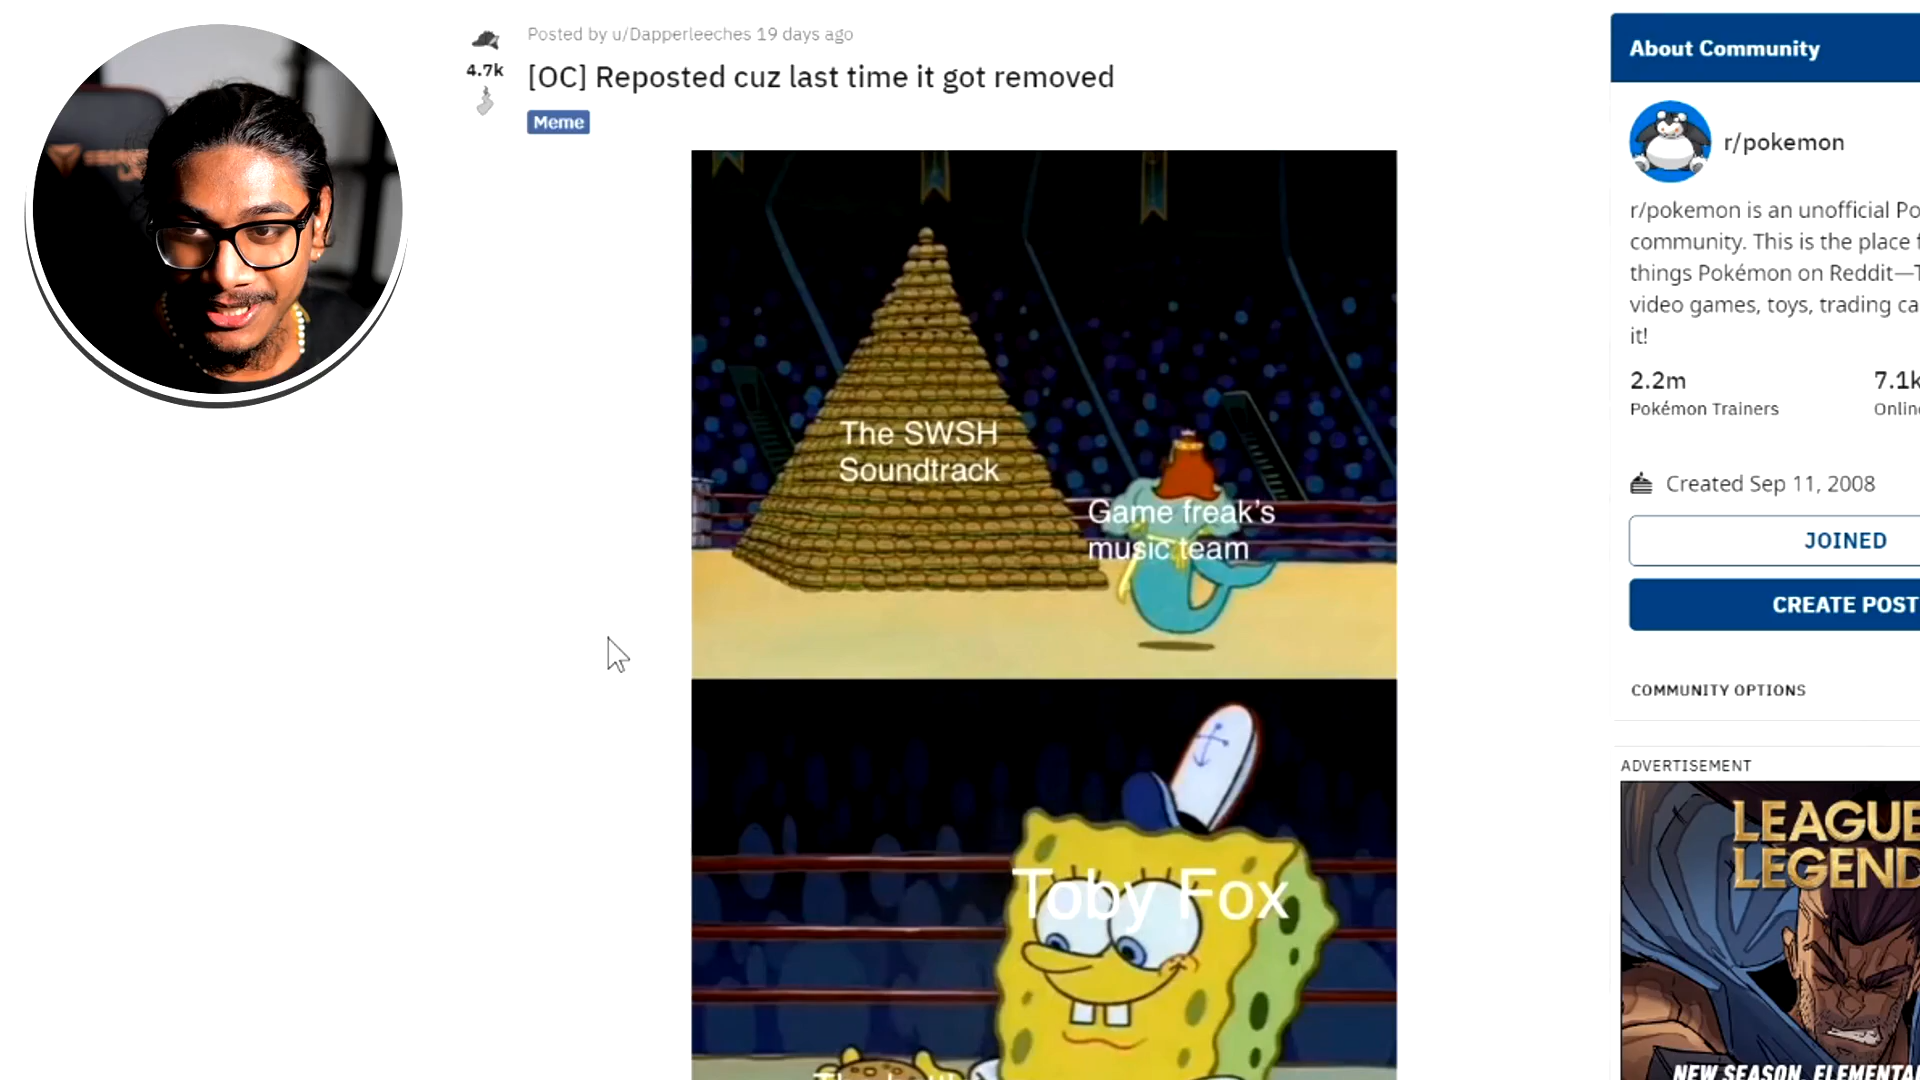 Posted by u/Dapperleeches 19 days ago
4.7k
[OC] Reposted cuz last time it got removed
Meme
The SWSH
Soundtrack
Game freak's
music team
Toby Fox
About Community
r/pokemon
r/pokemon is an unofficial Po
community. This is the place f
things Pokémon on Reddit—T
video games, toys, trading ca
it!
2.2m
7.1k
Pokémon Trainers
Onlin
Created Sep 11, 2008
JOINED
CREATE POST
COMMUNITY OPTIONS
ADVERTISEMENT
LEAGUE
LEGEND
NEW SEASON. ELEMENTA